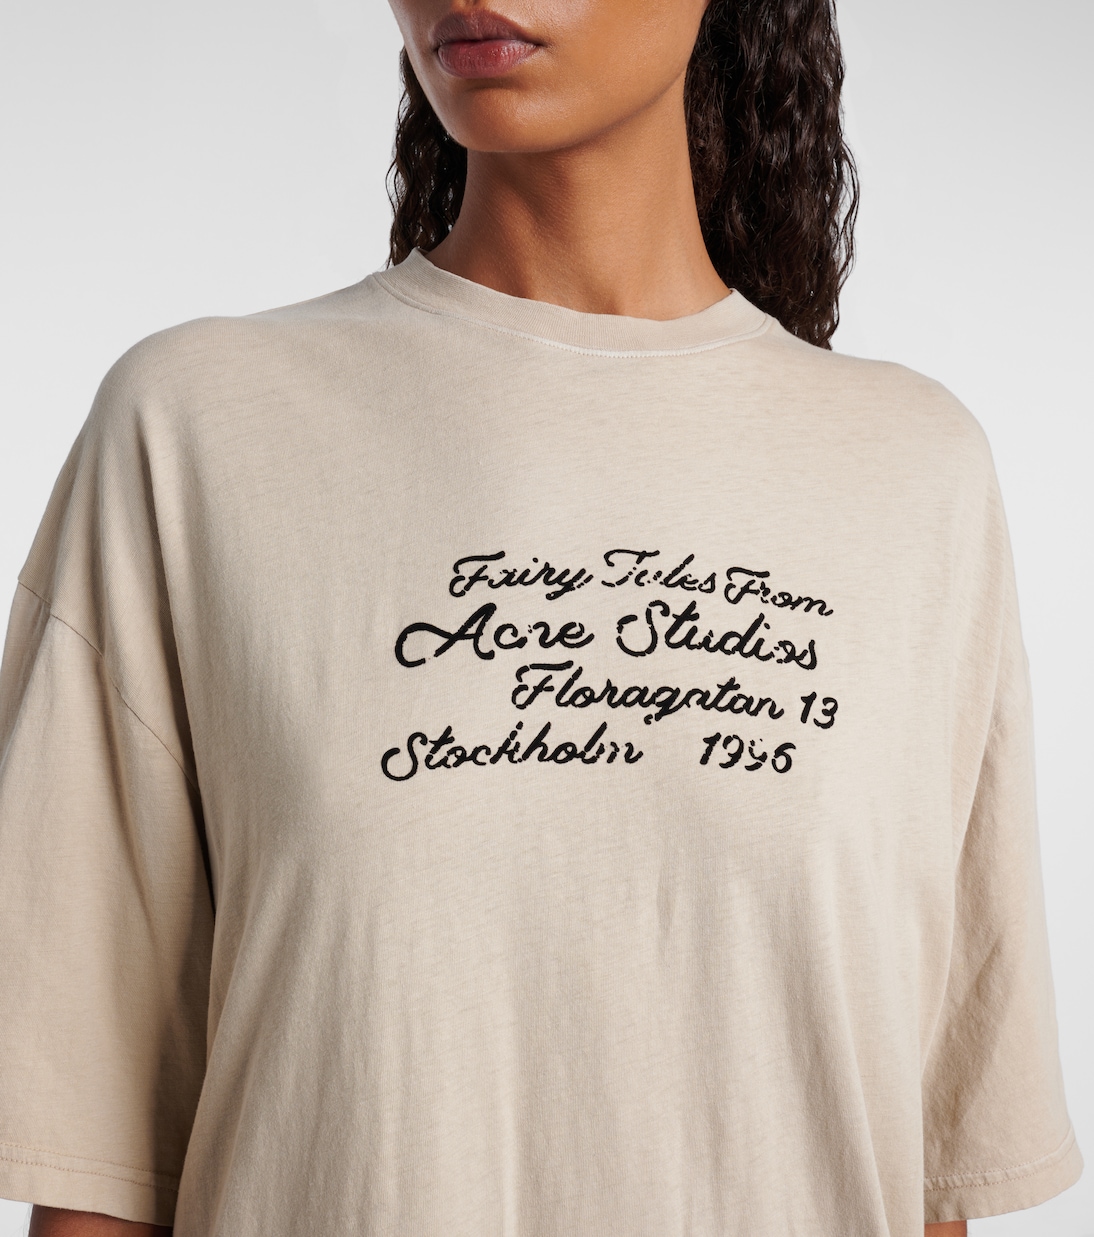 Fairy Tales From
Acne Studios
Floragatan 13
Stockholm 1996